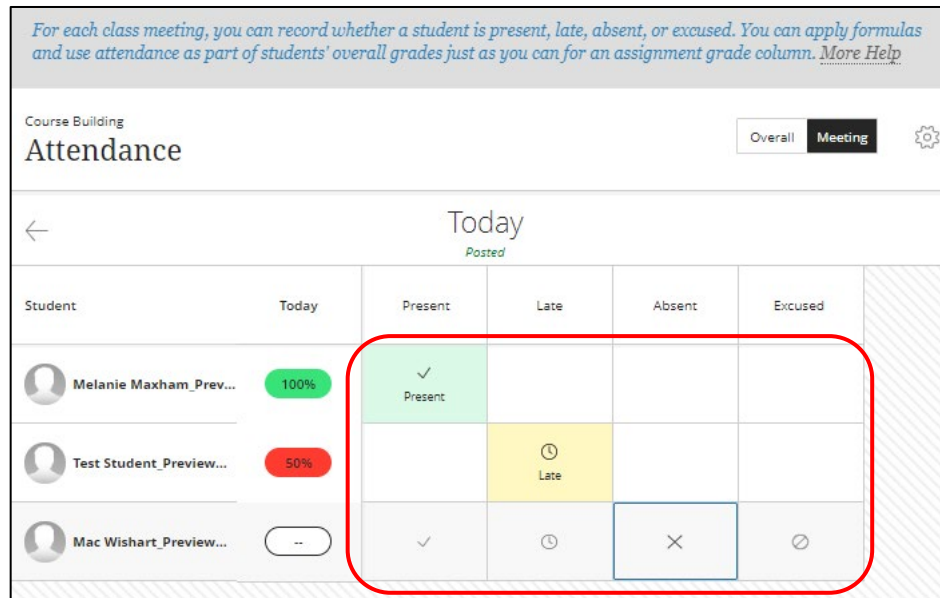 For each class meeting, you can record whether a student is present, late, absent, or excused. You can apply formulas
and use attendance as part of students' overall grades just as you can for an assignment grade column. More Help
Course Building
Attendance
Overall Meeting
Today
Posted
Student Today Present Late Absent Excused
Melanie Maxham_Prev... 100% Present
Test Student_Preview... 50% Late
Mac Wishart_Preview... --